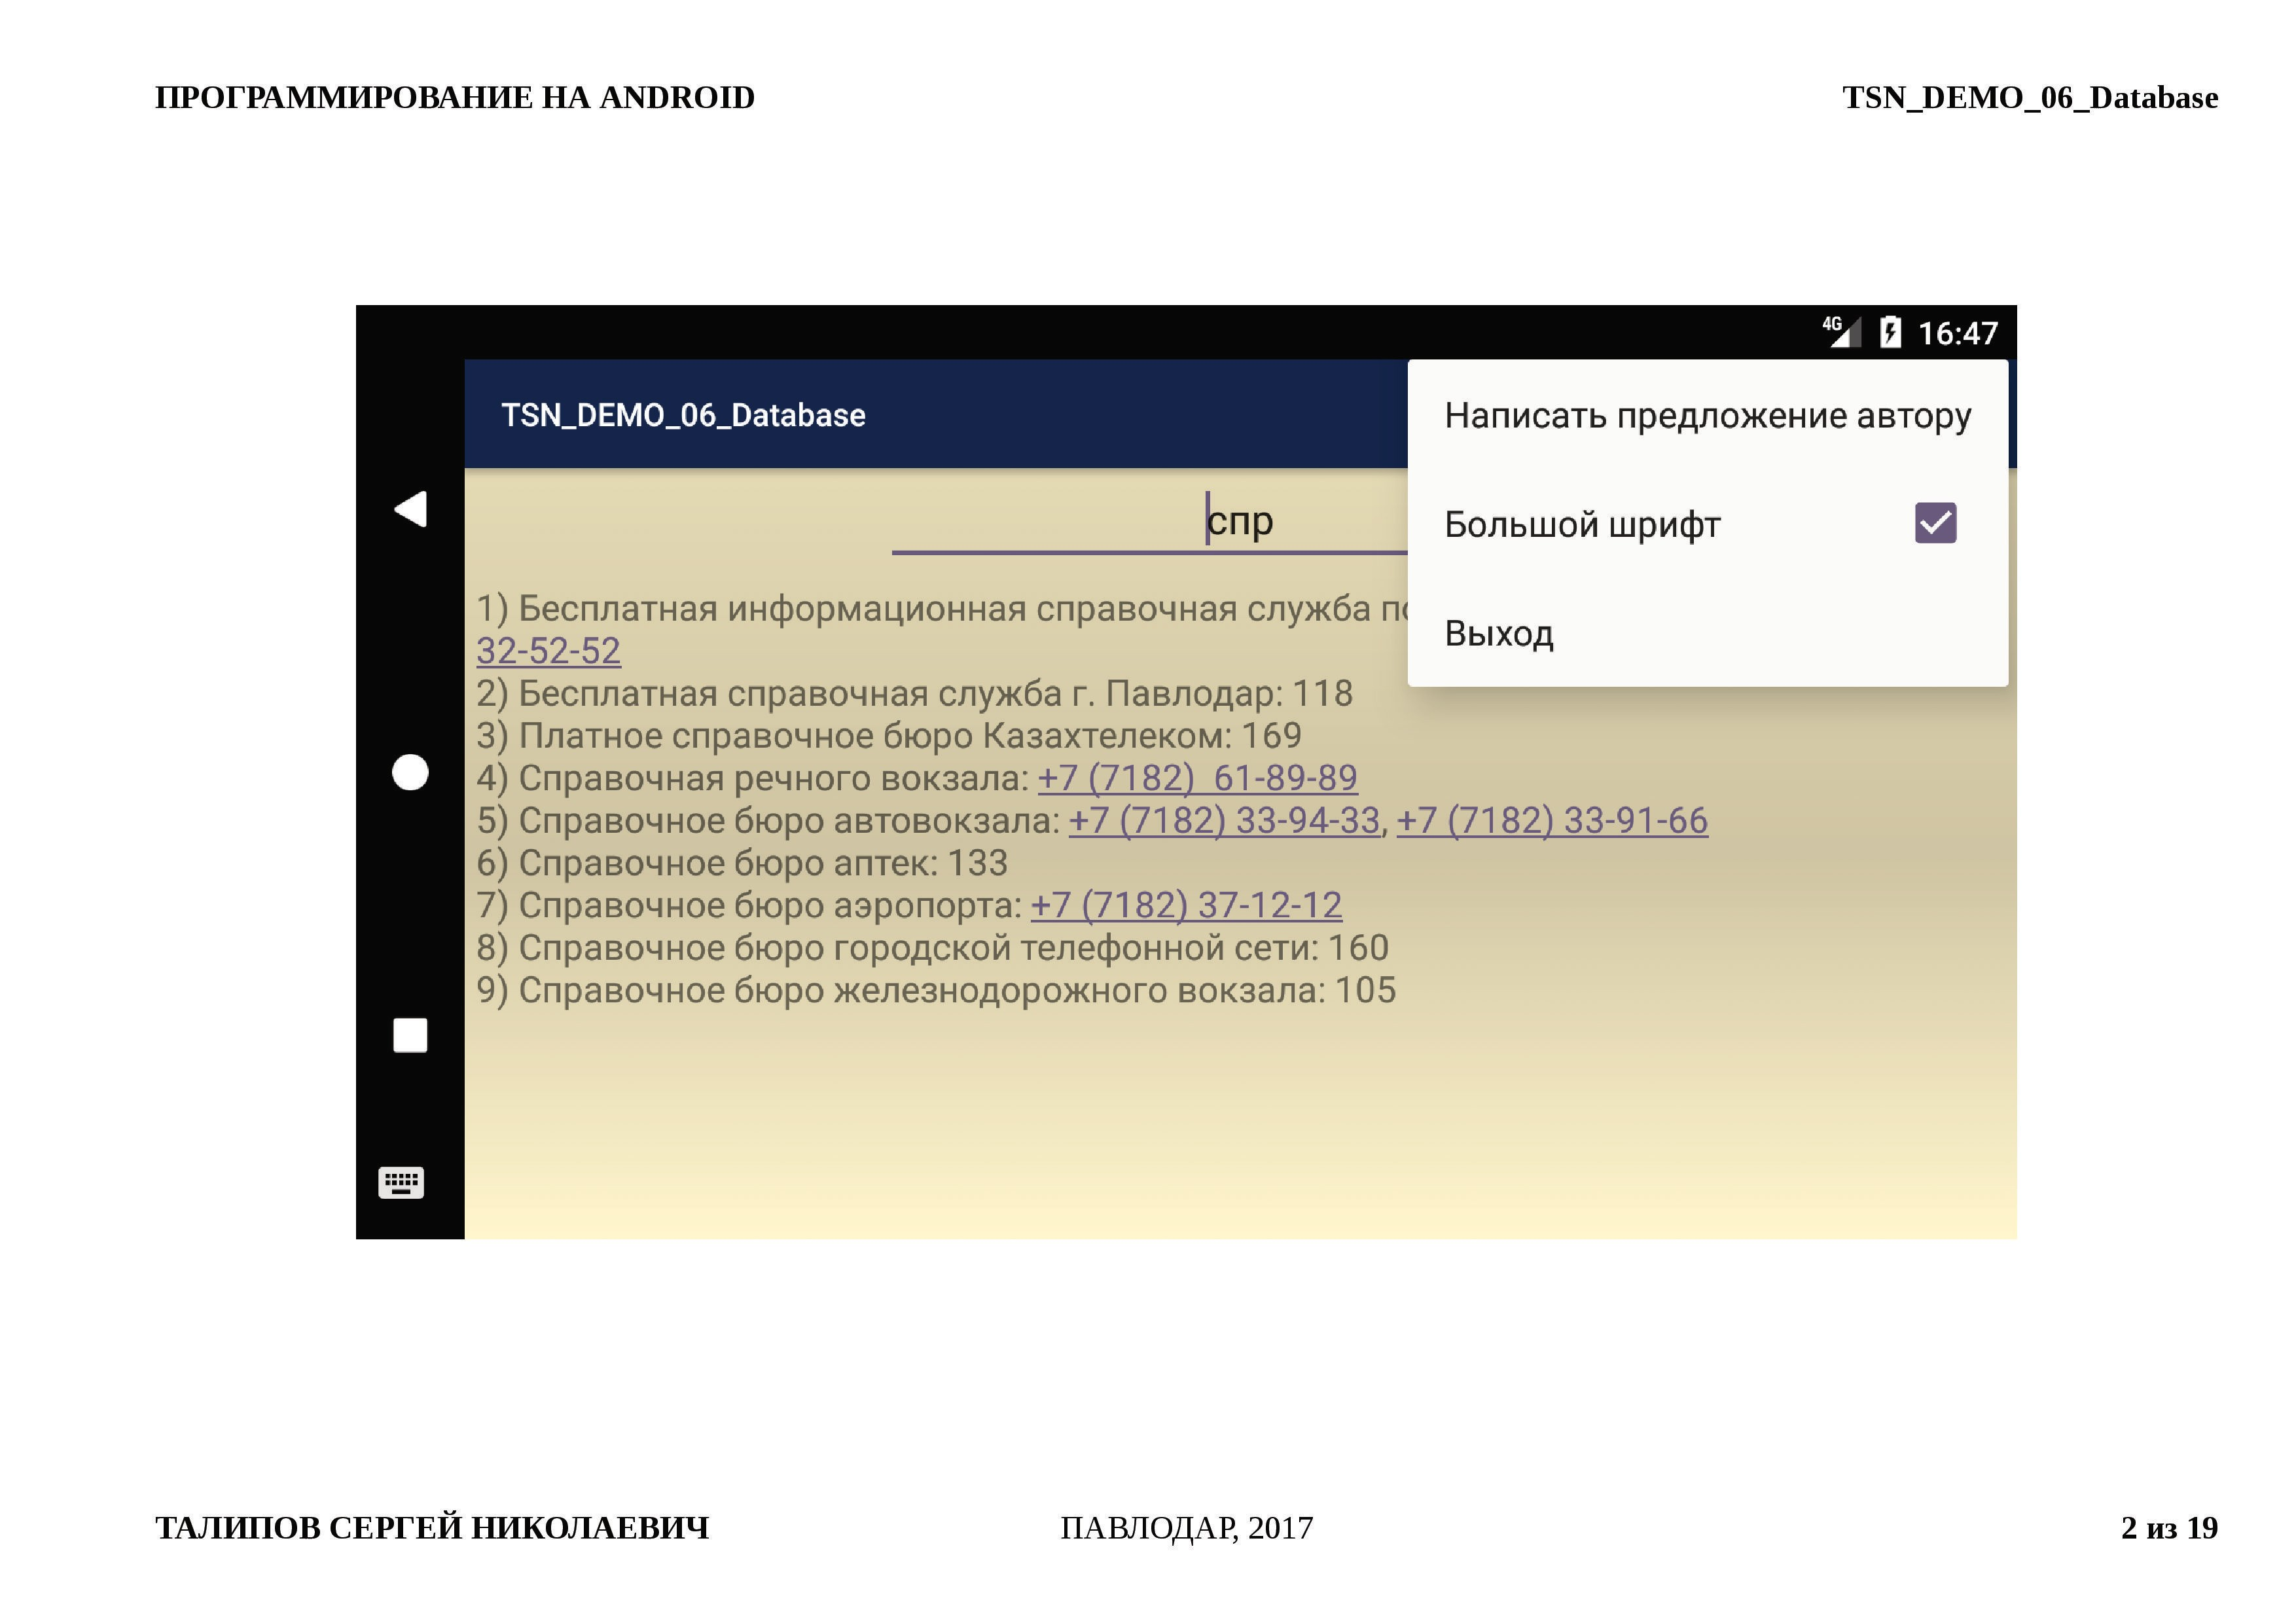 ПРОГРАММИРОВАНИЕ НА ANDROID
TSN_DEMO_06_Database
4G
16:47
TSN_DEMO_06_Database
Написать предложение автору
спр
Большой шрифт
1) Бесплатная информационная справочная служба
32-52-52
Выход
2) Бесплатная справочная служба г. Павлодар: 118
3) Платное справочное бюро Казахтелеком: 169
4) Справочная речного вокзала: +7 (7182)  61-89-89
5) Справочное бюро автовокзала: +7 (7182) 33-94-33, +7 (7182) 33-91-66
6) Справочное бюро аптек: 133
7) Справочное бюро аэропорта: +7 (7182) 37-12-12
8) Справочное бюро городской телефонной сети: 160
9) Справочное бюро железнодорожного вокзала: 105
ТАЛИПОВ СЕРГЕЙ НИКОЛАЕВИЧ
ПАВЛОДАР, 2017
2 из 19